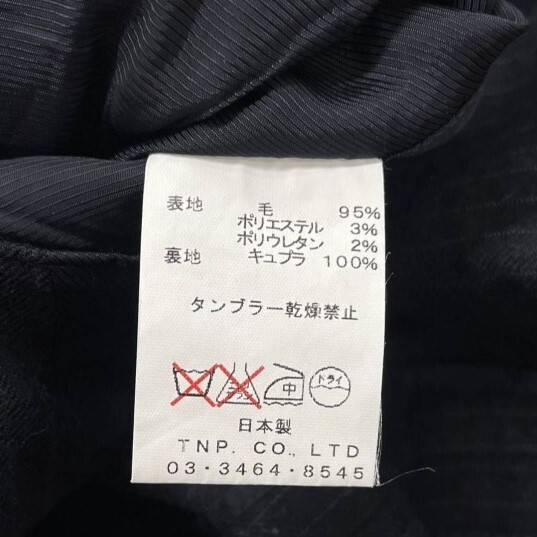 表地 毛 95%
ポリエステル 3%
ポリウレタン 2%
裏地 キュプラ 100%
タンブラー乾燥禁止
中 ドライ
日本製
TNP. CO., LTD
03・3464・8545